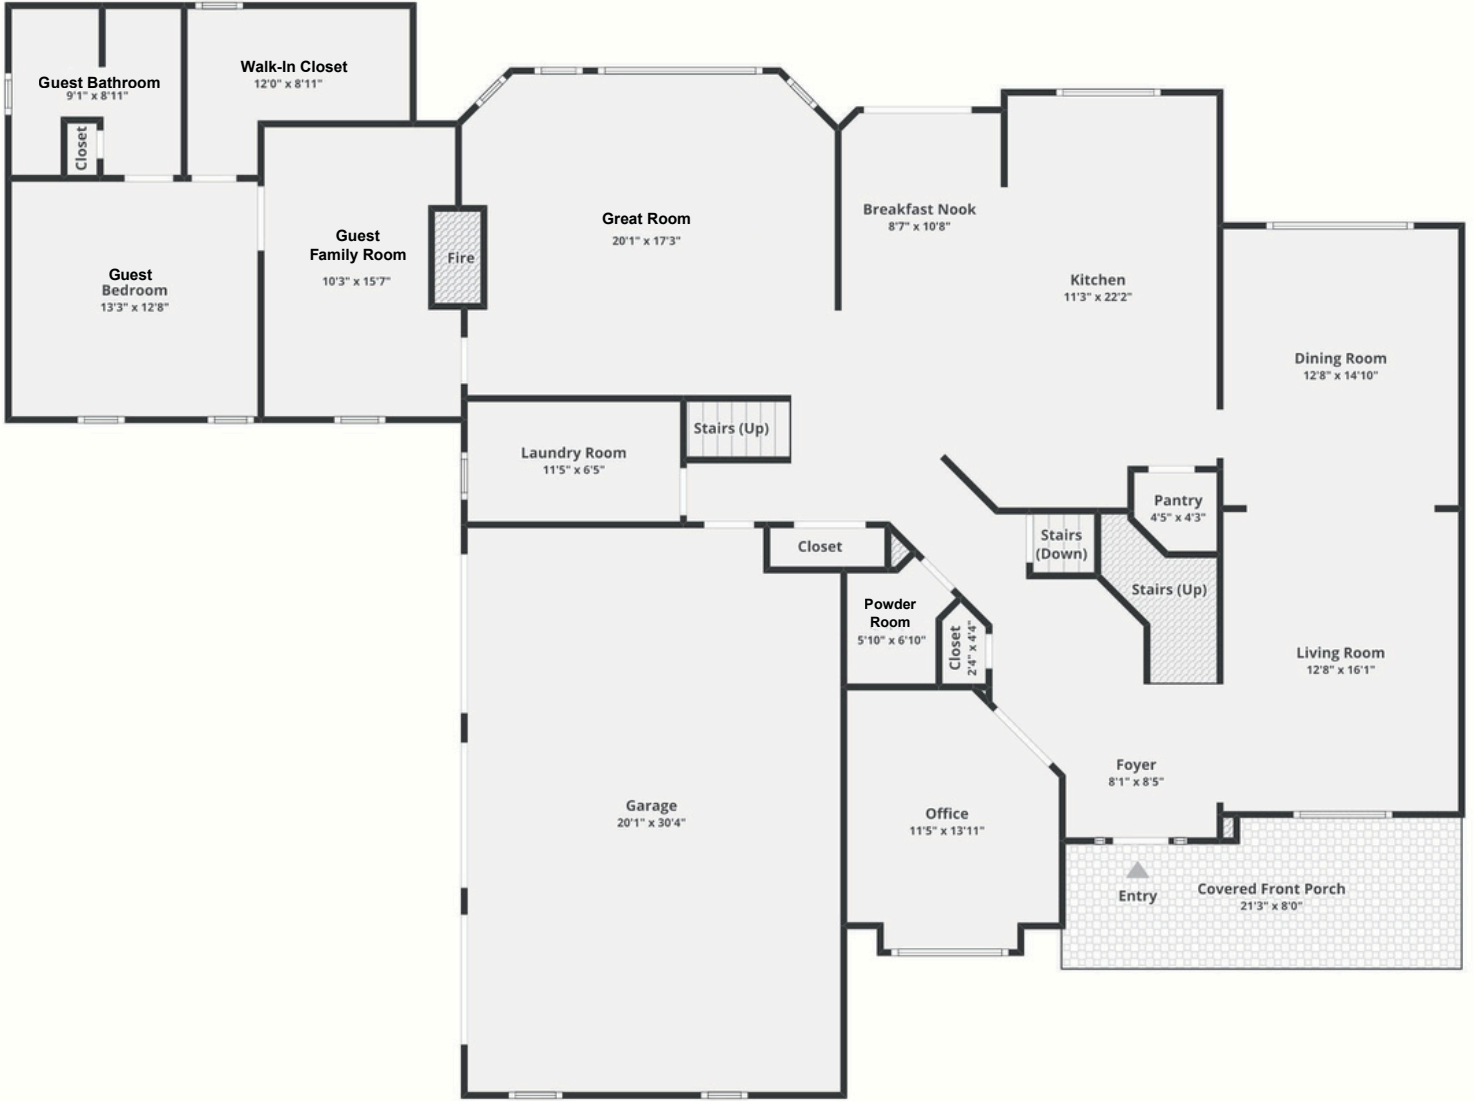 Guest Bathroom
9'1" x 8'11"
Closet
Walk-In Closet
12'0" x 8'11"
Guest
Bedroom
13'3" x 12'8"
Guest
Family Room
10'3" x 15'7"
Fire
Great Room
20'1" x 17'3"
Breakfast Nook
8'7" x 10'8"
Kitchen
11'3" x 22'2"
Dining Room
12'8" x 14'10"
Laundry Room
11'5" x 6'5"
Stairs (Up)
Pantry
4'5" x 4'3"
Closet
Stairs
(Down)
Stairs (Up)
Powder
Room
5'10" x 6'10"
Closet
2'4" x 4'4"
Living Room
12'8" x 16'1"
Foyer
8'1" x 8'5"
Garage
20'1" x 30'4"
Office
11'5" x 13'11"
Entry
Covered Front Porch
21'3" x 8'0"